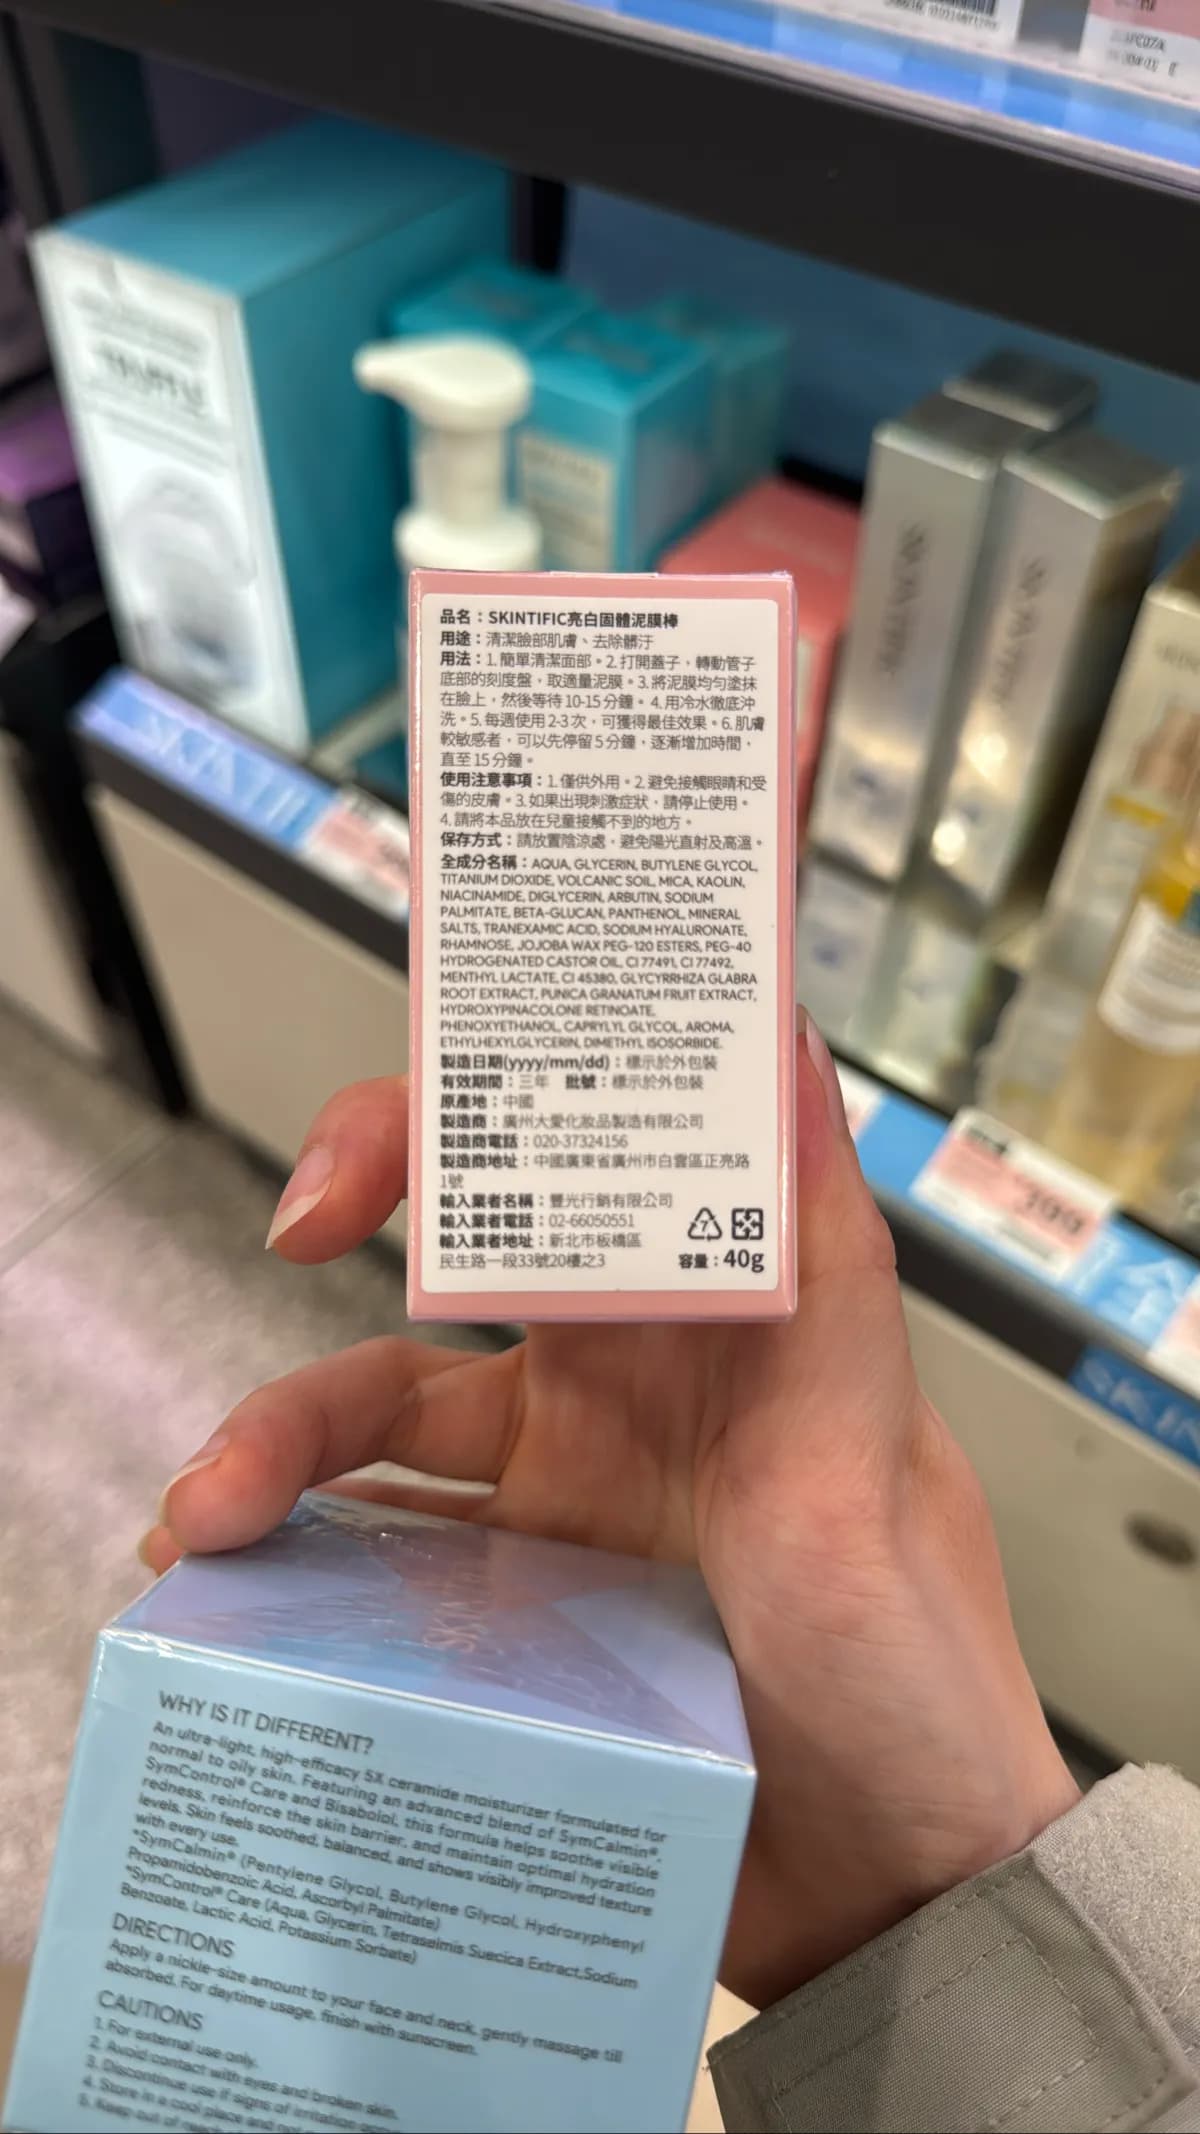 品名：SKINTIFIC亮白固體泥膜棒
用途：清潔臉部肌膚、去除髒汙
用法：1.簡單清潔面部。2.打開蓋子，轉動管子
底部的刻度盤，取適量泥膜。3.將泥膜均勻塗抹
在臉上，然後等待10-15分鐘。4.用冷水徹底沖
洗。5.每週使用2-3次，可獲得最佳效果。6.肌膚
較敏感者，可以先停留5分鐘，逐漸增加時間，
直至15分鐘。
使用注意事項：1.僅供外用。2.避免接觸眼睛和受
傷的皮膚。3.如果出現刺激症狀，請停止使用。
4.請將本品放在兒童接觸不到的地方。
保存方式：請放置陰涼處，避免陽光直射及高溫。
全成分名稱：AQUA, GLYCERIN, BUTYLENE GLYCOL,
TITANIUM DIOXIDE, VOLCANIC SOIL, MICA, KAOLIN,
NIACINAMIDE, DIGLYCERIN, ARBUTIN, SODIUM
PALMITATE, BETA-GLUCAN, PANTHENOL, MINERAL
SALTS, TRANEXAMIC ACID, SODIUM HYALURONATE,
RHAMNOSE, JOJOBA WAX PEG-120 ESTERS, PEG-40
HYDROGENATED CASTOR OIL, CI 77491, CI 77492,
MENTHYL LACTATE, CI 45380, GLYCYRRHIZA GLABRA
ROOT EXTRACT, PUNICA GRANATUM FRUIT EXTRACT,
HYDROXYPINACOLONE RETINOATE,
PHENOXYETHANOL, CAPRYLYL GLYCOL, AROMA,
ETHYLHEXYLGLYCERIN, DIMETHYL ISOSORBIDE.
製造日期(yyyy/mm/dd)：標示於外包裝
有效期間：三年 批號：標示於外包裝
原產地：中國
製造商：廣州大愛化妝品製造有限公司
製造商電話：020-37324156
製造商地址：中國廣東省廣州市白雲區正亮路
1號
輸入業者名稱：豐光行銷有限公司
輸入業者電話：02-66050551
輸入業者地址：新北市板橋區
民生路一段33號20樓之3
7
容量：40g
WHY IS IT DIFFERENT?
An ultra-light, high-efficacy 5X ceramide moisturizer formulated for
normal to oily skin. Featuring an advanced blend of SymCalmin®,
SymControl® Care and Bisabolol, this formula helps soothe visible
redness, reinforce the skin barrier, and maintain optimal hydration
levels. Skin feels soothed, balanced, and shows visibly improved texture
with every use.
*SymCalmin® (Pentylene Glycol, Butylene Glycol, Hydroxyphenyl
Propamidobenzoic Acid, Ascorbyl Palmitate)
*SymControl® Care (Aqua, Glycerin, Tetraselmis Suecica Extract,Sodium
Benzoate, Lactic Acid, Potassium Sorbate)
DIRECTIONS
Apply a nickle-size amount to your face and neck, gently massage till
absorbed. For daytime usage, finish with sunscreen.
CAUTIONS
1. For external use only.
2. Avoid contact with eyes and broken skin.
3. Discontinue use if signs of irritation
4. Store in a cool place and
5. Keep out of
399